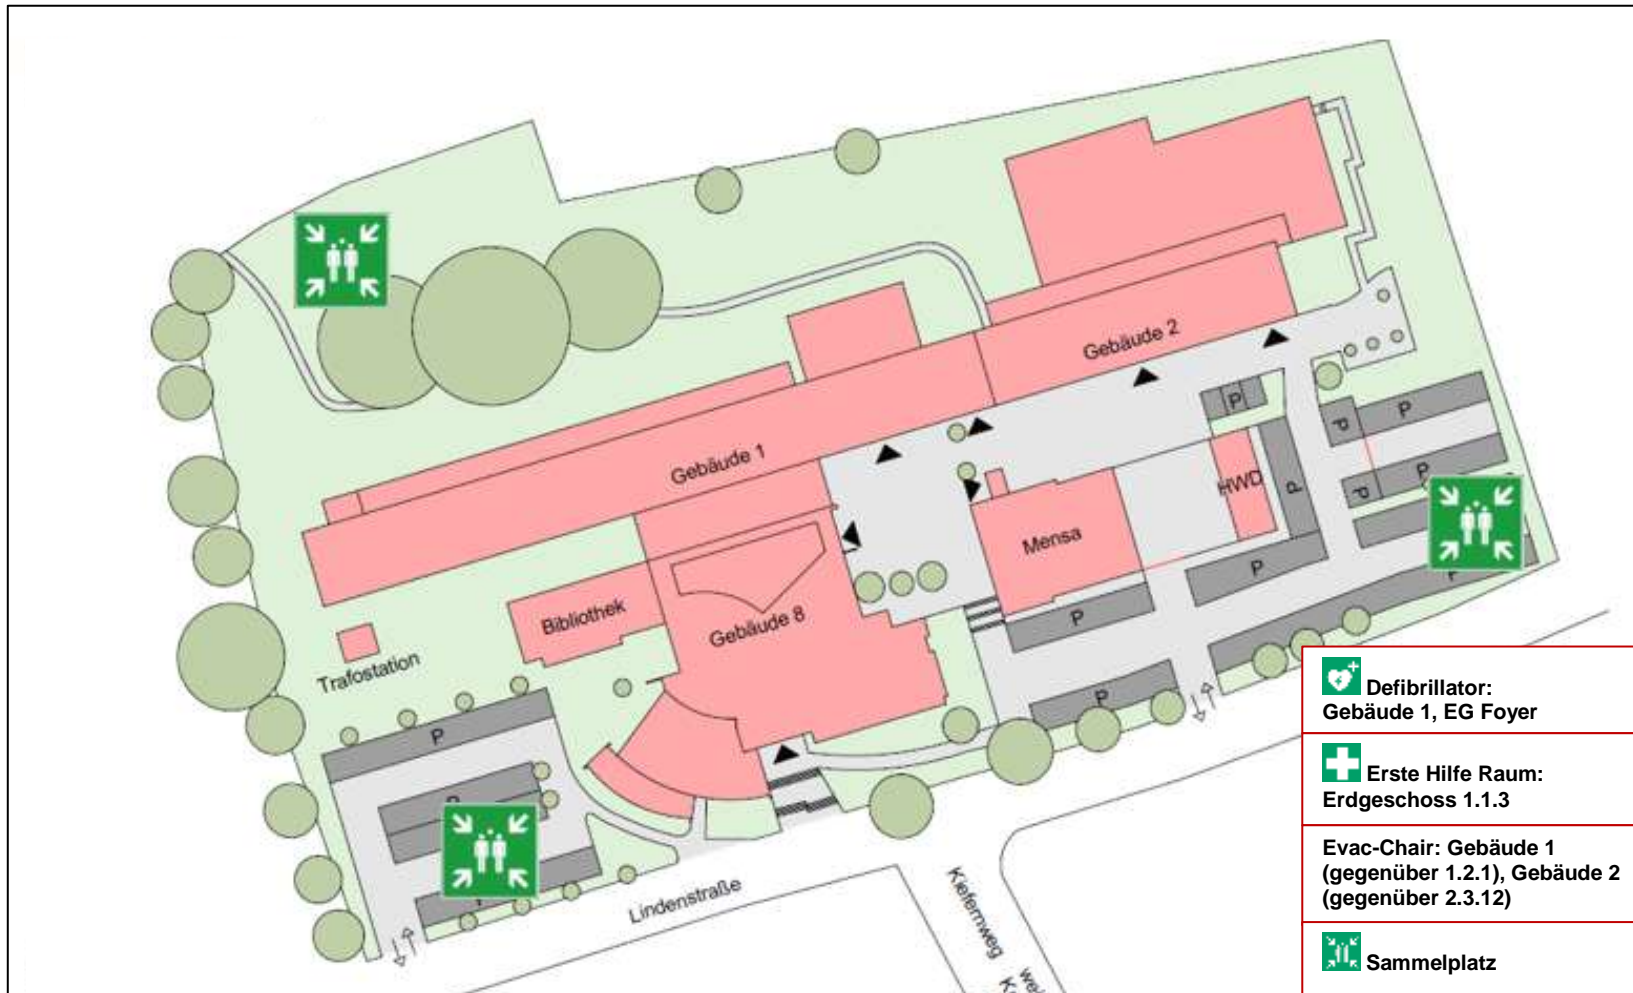 Gebäude 2
P
P
P
P
Gebäude 1
HWD
P
P
Mensa
P
P
Bibliothek
Gebäude 8
P
Trafostation
P
P
Defibrillator:
Gebäude 1, EG Foyer
Erste Hilfe Raum:
Erdgeschoss 1.1.3
Evac-Chair: Gebäude 1
(gegenüber 1.2.1), Gebäude 2
(gegenüber 2.3.12)
Sammelplatz
Lindenstraße
Kiefernweg